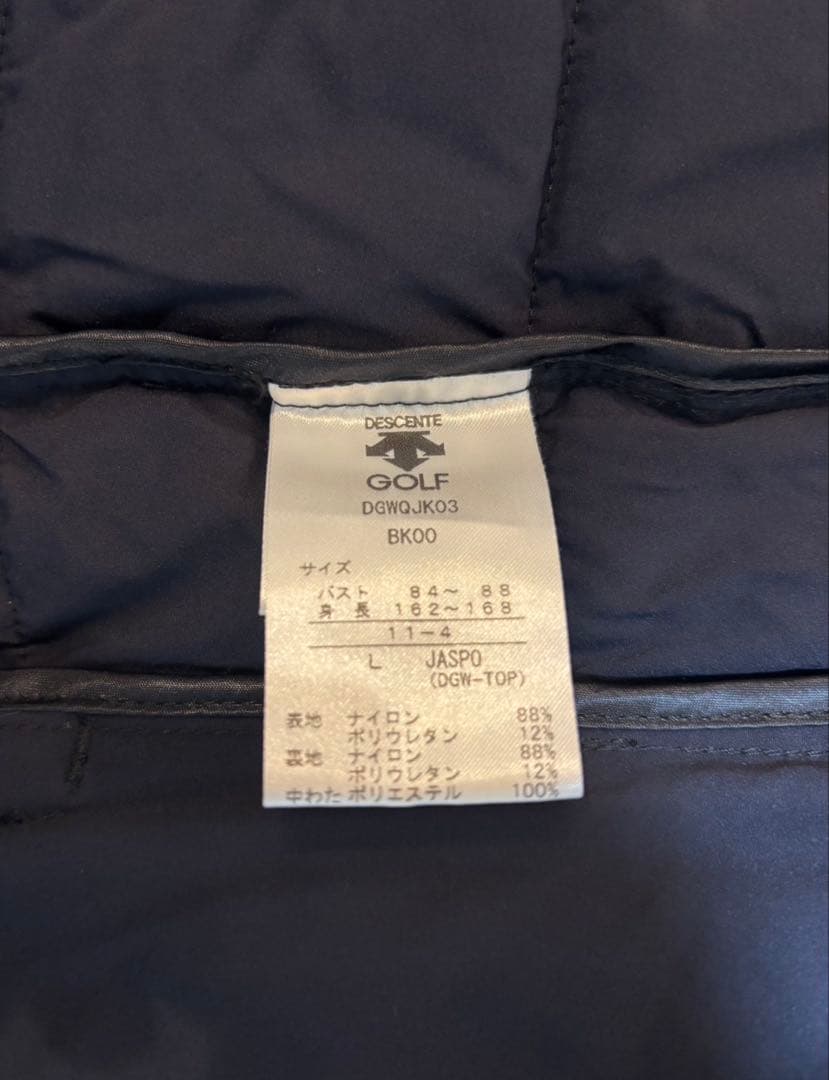 DESCENTE
GOLF
DGWQJK03
BK00
サイズ
バスト 84～ 88
身 長 162～168
11-4
L JASPO
(DGW-TOP)
表地 ナイロン 88%
ポリウレタン 12%
裏地 ナイロン 88%
ポリウレタン 12%
中わた ポリエステル 100%